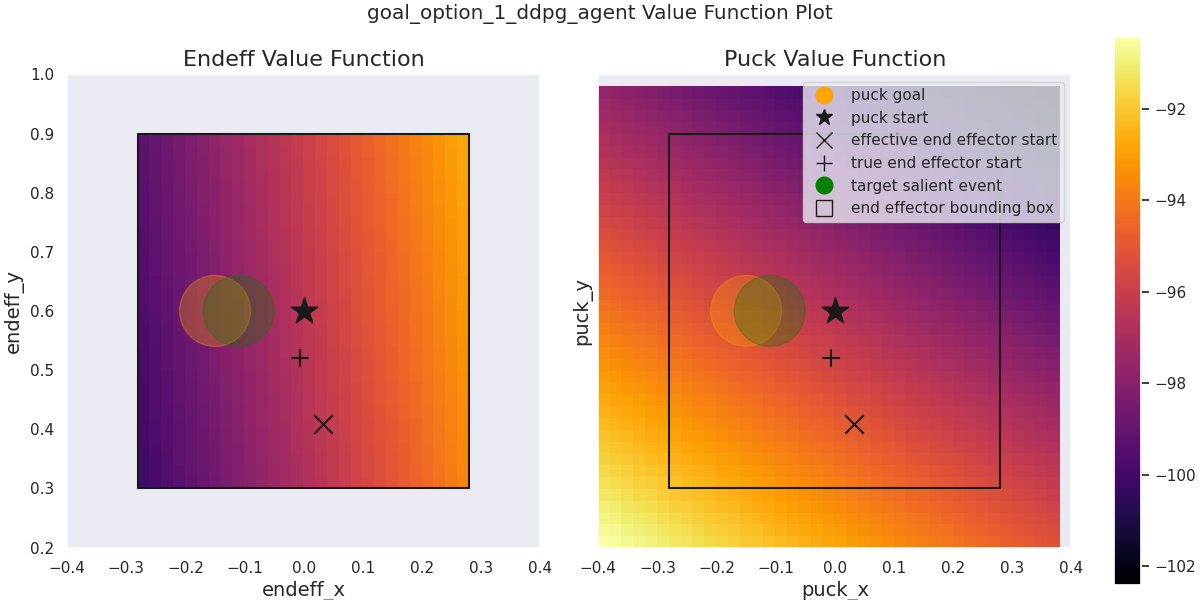 goal_option_1_ddpg_agent Value Function Plot
Endeff Value Function
endeff_y
1.0
0.9
0.8
0.7
0.6
0.5
0.4
0.3
0.2
−0.4 −0.3 −0.2 −0.1 0.0 0.1 0.2 0.3 0.4
endeff_x
Puck Value Function
puck_y
puck goal
puck start
effective end effector start
true end effector start
target salient event
end effector bounding box
−0.4 −0.3 −0.2 −0.1 0.0 0.1 0.2 0.3 0.4
puck_x
−92
−94
−96
−98
−100
−102